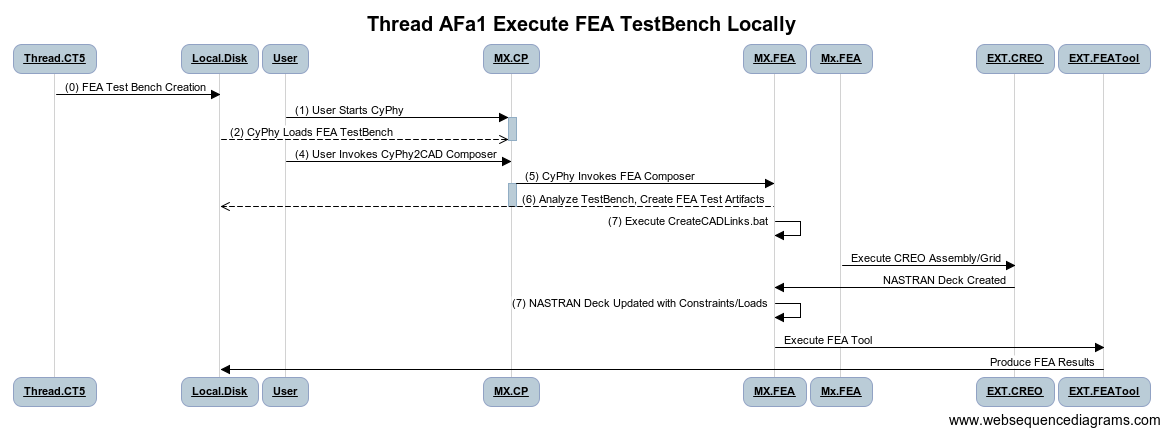 Thread AFa1 Execute FEA TestBench Locally
Thread.CT5 Local.Disk User MX.CP MX.FEA Mx.FEA EXT.CREO EXT.FEATool
(0) FEA Test Bench Creation
(1) User Starts CyPhy
(2) CyPhy Loads FEA TestBench
(4) User Invokes CyPhy2CAD Composer
(5) CyPhy Invokes FEA Composer
(6) Analyze TestBench, Create FEA Test Artifacts
(7) Execute CreateCADLinks.bat
Execute CREO Assembly/Grid
NASTRAN Deck Created
(7) NASTRAN Deck Updated with Constraints/Loads
Execute FEA Tool
Produce FEA Results
Thread.CT5 Local.Disk User MX.CP MX.FEA Mx.FEA EXT.CREO EXT.FEATool
www.websequencediagrams.com